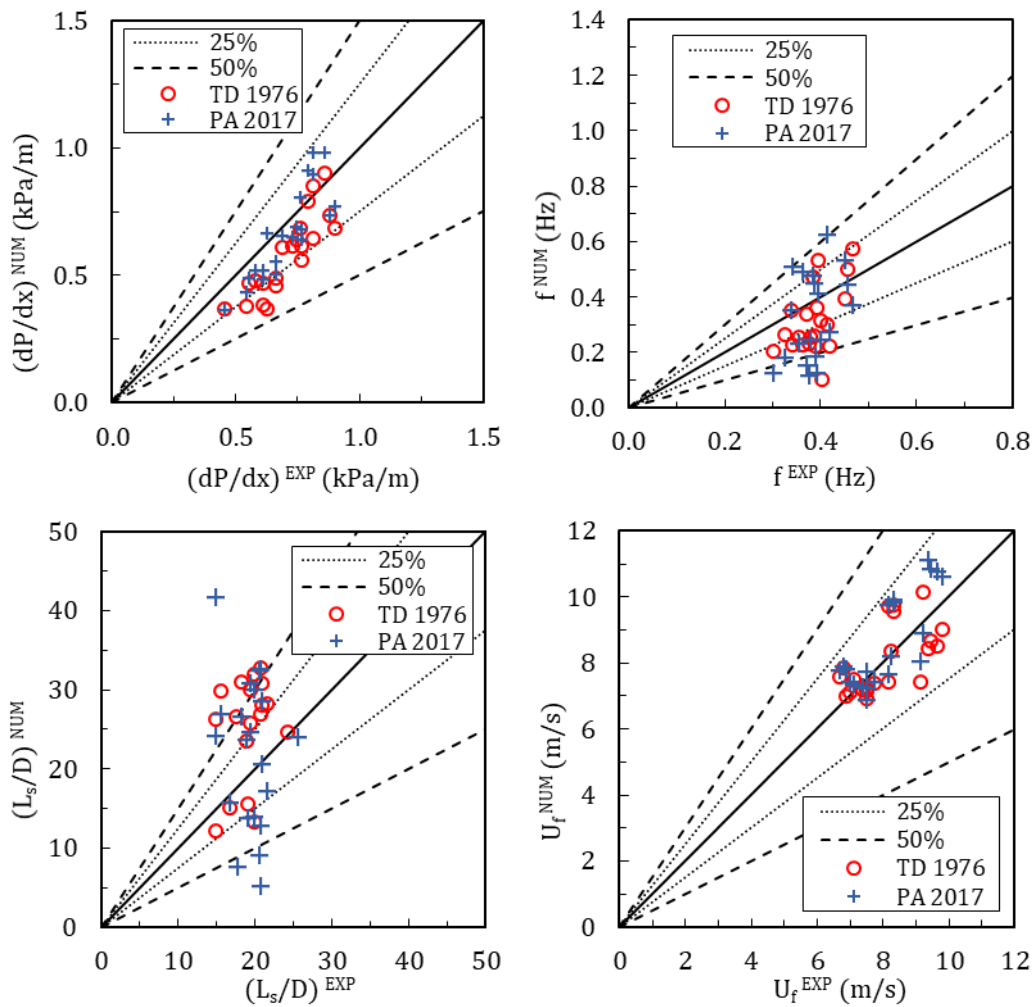 1.5
1.0
0.5
0.0
0.0 0.5 1.0 1.5
(dP/dx) NUM (kPa/m)
(dP/dx) EXP (kPa/m)
25%
50%
TD 1976
PA 2017
1.4
1.2
1.0
0.8
0.6
0.4
0.2
0.0
0.0 0.2 0.4 0.6 0.8
f NUM (Hz)
f EXP (Hz)
25%
50%
TD 1976
PA 2017
50
40
30
20
10
0
0 10 20 30 40 50
(Ls/D) NUM
(Ls/D) EXP
25%
50%
TD 1976
PA 2017
12
10
8
6
4
2
0
0 2 4 6 8 10 12
Uf NUM (m/s)
Uf EXP (m/s)
25%
50%
TD 1976
PA 2017